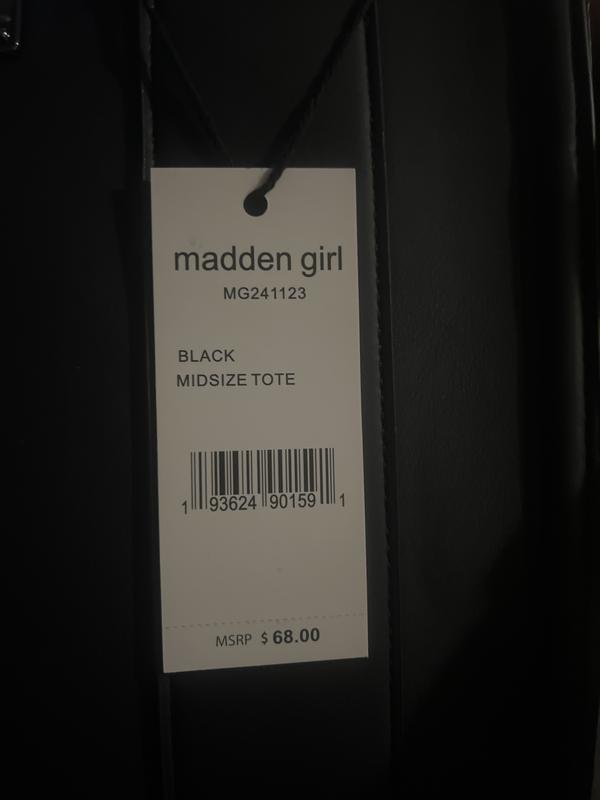 madden girl
MG241123
BLACK
MIDSIZE TOTE
1 93624 90159 1
MSRP $ 68.00